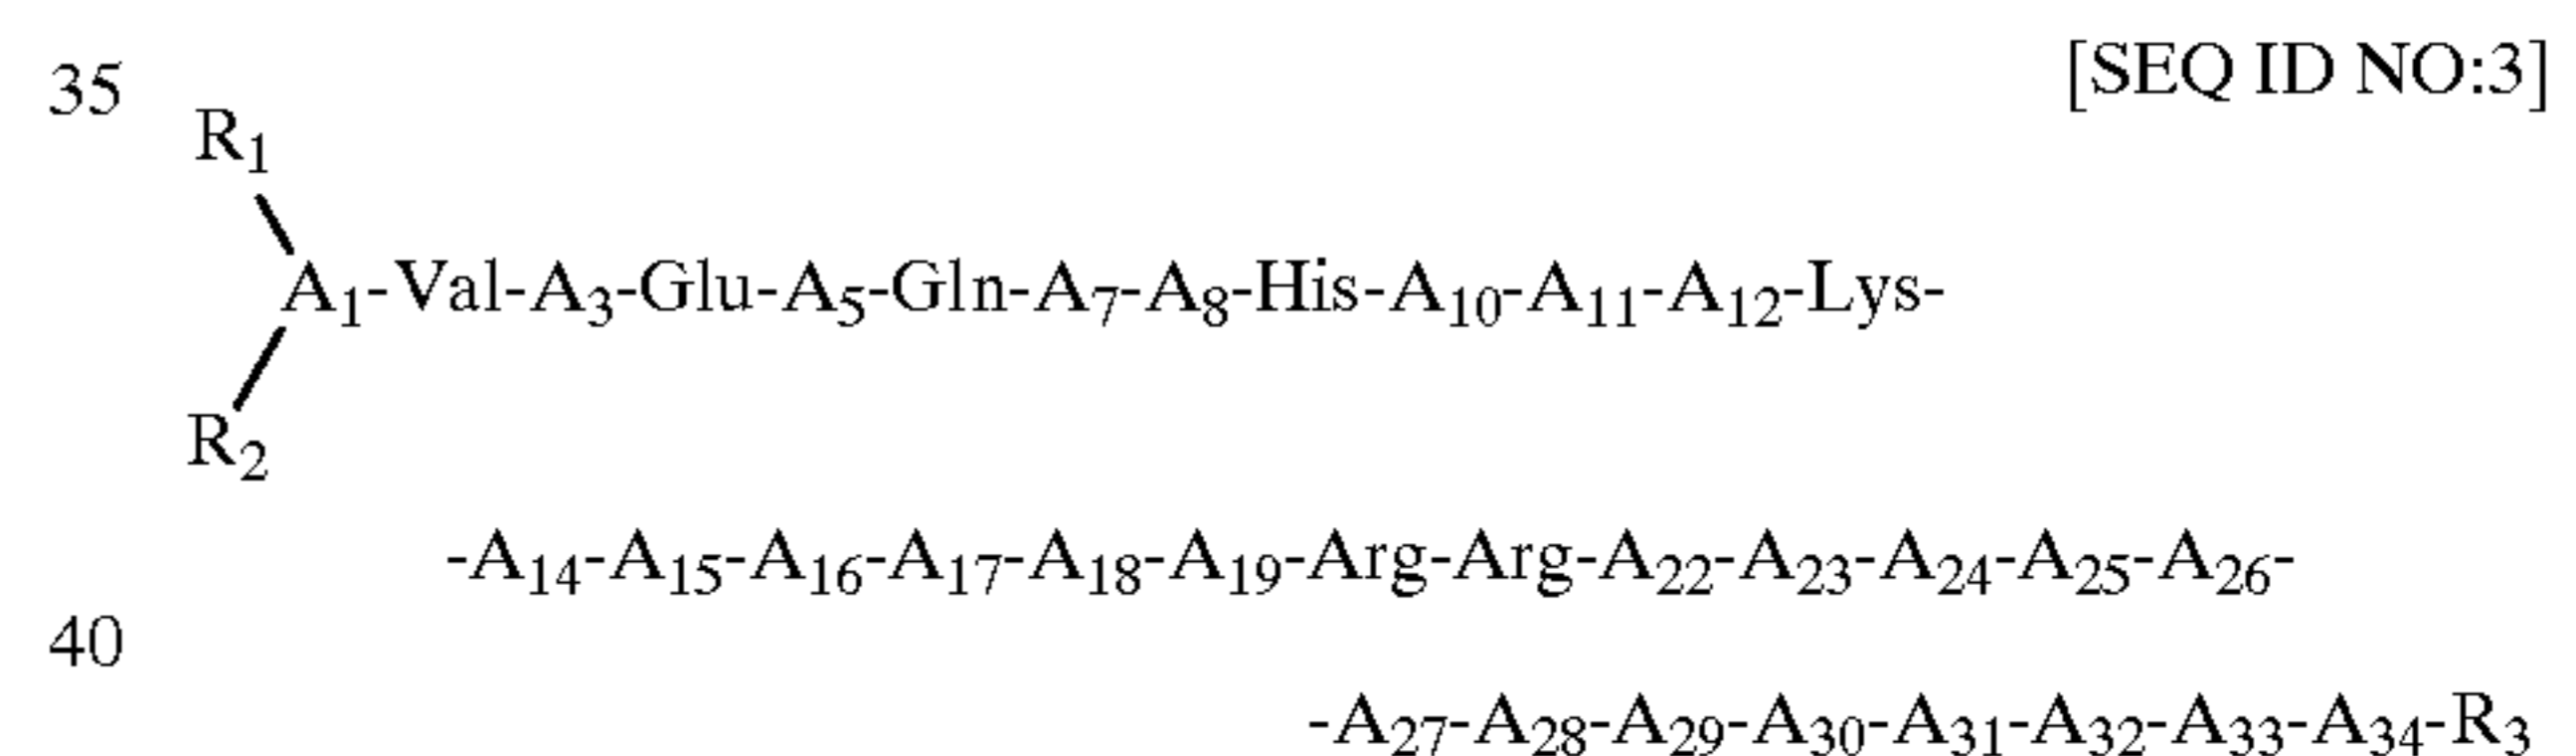 35 [SEQ ID NO:3]
R₁
A₁-Val-A₃-Glu-A₅-Gln-A₇-A₈-His-A₁₀-A₁₁-A₁₂-Lys-
R₂
-A₁₄-A₁₅-A₁₆-A₁₇-A₁₈-A₁₉-Arg-Arg-A₂₂-A₂₃-A₂₄-A₂₅-A₂₆-
40
-A₂₇-A₂₈-A₂₉-A₃₀-A₃₁-A₃₂-A₃₃-A₃₄-R₃